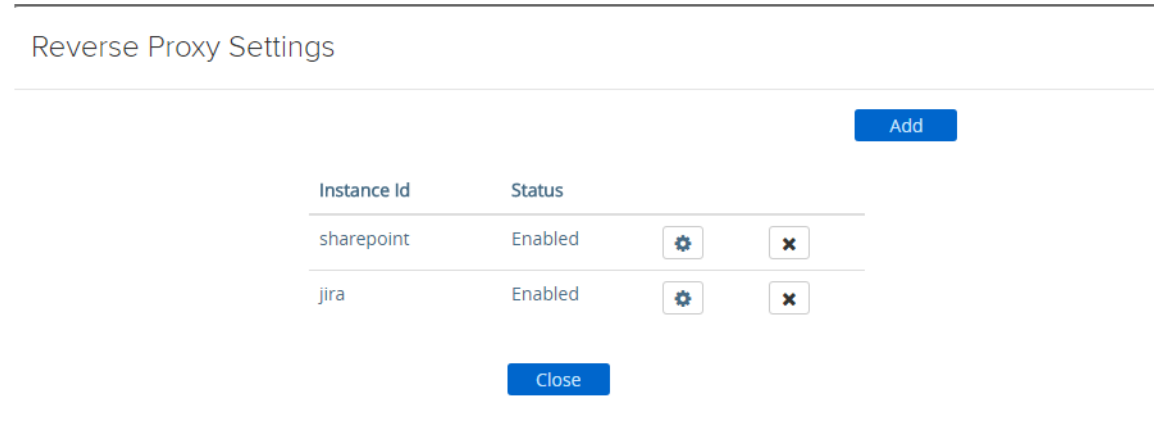 Reverse Proxy Settings
Add
Instance Id Status
sharepoint Enabled
jira Enabled
Close